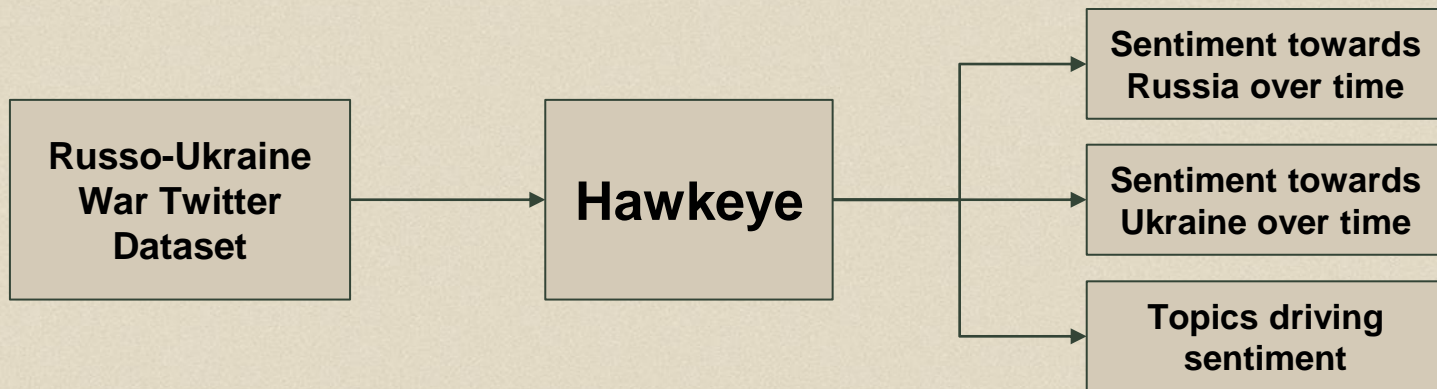 Russo-Ukraine
War Twitter
Dataset
Hawkeye
Sentiment towards
Russia over time
Sentiment towards
Ukraine over time
Topics driving
sentiment